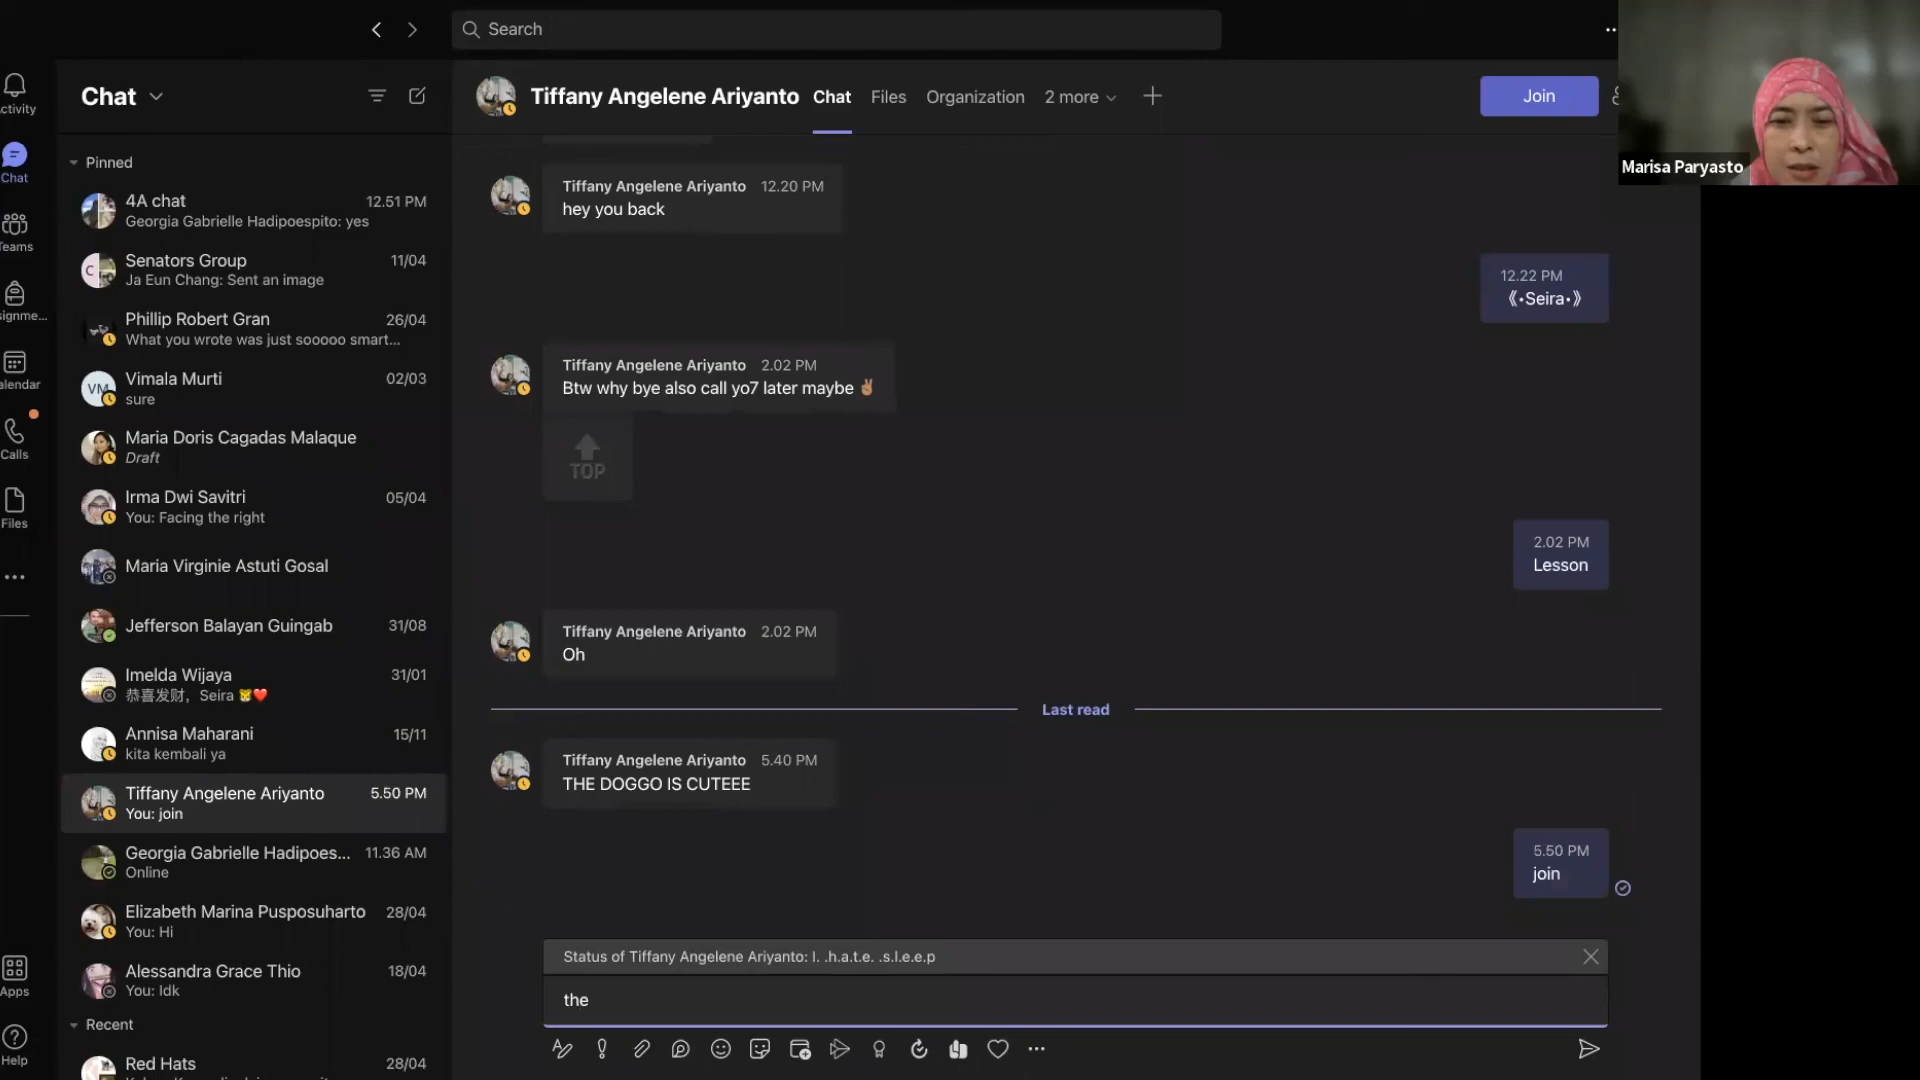 Search
Marisa Paryasto
Activity
Chat
Teams
Calls
Files
Apps
Help
Chat
Pinned
4A chat 12.51 PM
Georgia Gabrielle Hadipoespito: yes
Senators Group 11/04
Ja Eun Chang: Sent an image
Phillip Robert Gran 26/04
What you wrote was just sooooo smart...
VM
Vimala Murti 02/03
sure
Maria Doris Cagadas Malaque
Draft
Irma Dwi Savitri 05/04
You: Facing the right
Maria Virginie Astuti Gosal
Jefferson Balayan Guingab 31/08
Imelda Wijaya 31/01
恭喜发财，Seira 🐯❤️
Annisa Maharani 15/11
kita kembali ya
Tiffany Angelene Ariyanto 5.50 PM
You: join
Georgia Gabrielle Hadipoes... 11.36 AM
Online
Elizabeth Marina Pusposuharto 28/04
You: Hi
Alessandra Grace Thio 18/04
You: Idk
Recent
Red Hats 28/04
Tiffany Angelene Ariyanto Chat Files Organization 2 more
Join
Tiffany Angelene Ariyanto 12.20 PM
hey you back
12.22 PM
《•Seira•》
Tiffany Angelene Ariyanto 2.02 PM
Btw why bye also call yo7 later maybe ✌🏽
TOP
2.02 PM
Lesson
Tiffany Angelene Ariyanto 2.02 PM
Oh
Last read
Tiffany Angelene Ariyanto 5.40 PM
THE DOGGO IS CUTEEE
5.50 PM
join
Status of Tiffany Angelene Ariyanto: I. .h.a.t.e. .s.l.e.e.p
the